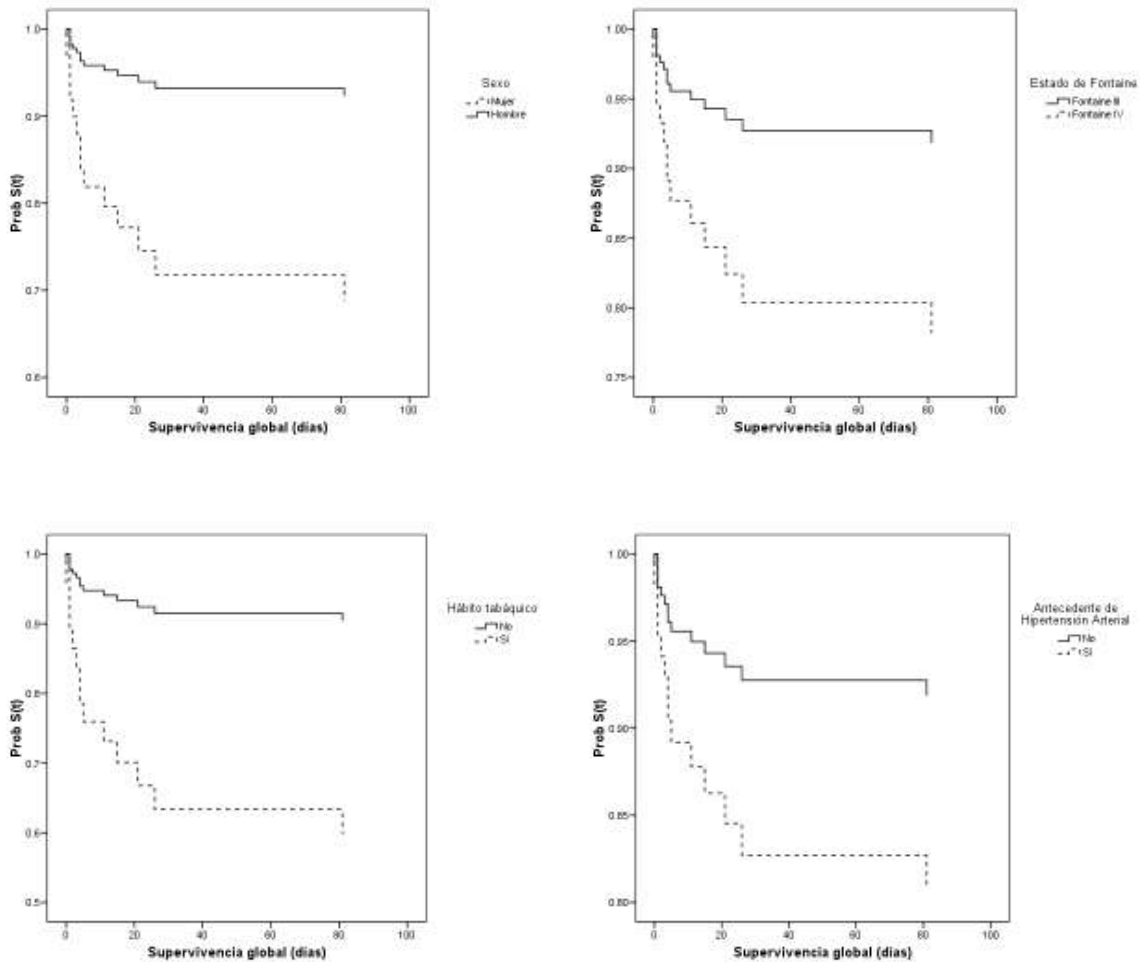 1.0
0.9
0.8
0.7
0.6
Prob S(t)
0 20 40 60 80 100
Supervivencia global (días)
Sexo
Mujer
Hombre
1.00
0.95
0.90
0.85
0.80
0.75
Prob S(t)
0 20 40 60 80 100
Supervivencia global (días)
Estado de Fontaine
Fontaine III
Fontaine IV
1.0
0.9
0.8
0.7
0.6
0.5
Prob S(t)
0 20 40 60 80 100
Supervivencia global (días)
Hábito tabáquico
No
Sí
1.00
0.95
0.90
0.85
0.80
Prob S(t)
0 20 40 60 80 100
Supervivencia global (días)
Antecedente de
Hipertensión Arterial
No
Sí